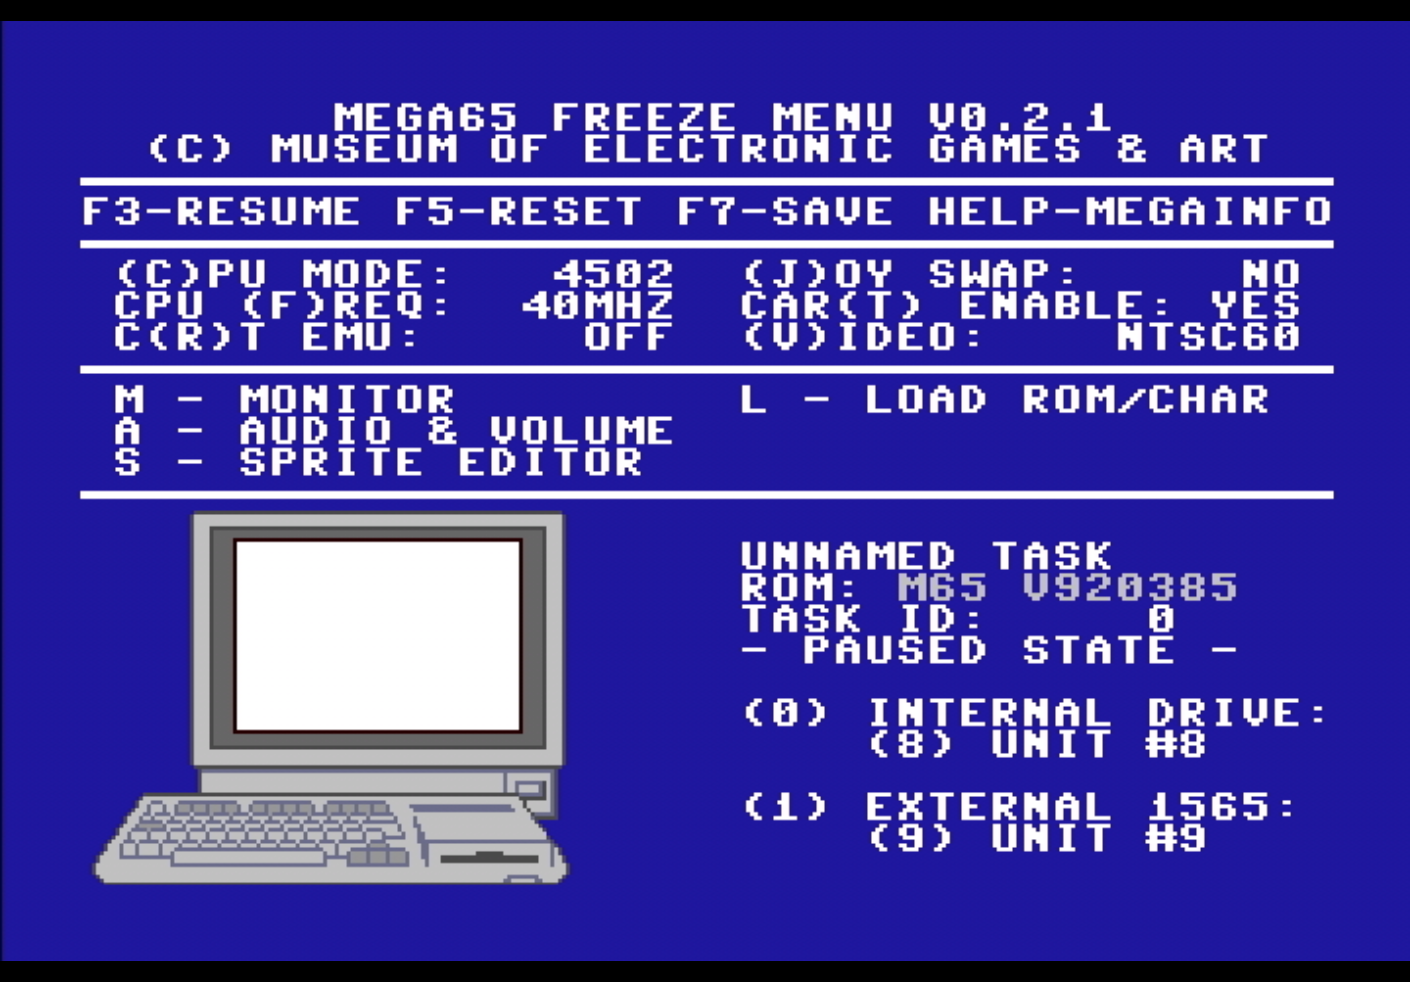 MEGA65 FREEZE MENU V0.2.1
(C) MUSEUM OF ELECTRONIC GAMES & ART
F3-RESUME F5-RESET F7-SAVE HELP-MEGAINFO
(C)PU MODE: 4502 (J)OY SWAP: NO
CPU (F)REQ: 40MHZ CAR(T) ENABLE: YES
C(R)T EMU: OFF (V)IDEO: NTSC60
M - MONITOR L - LOAD ROM/CHAR
A - AUDIO & VOLUME
S - SPRITE EDITOR
UNNAMED TASK
ROM: M65 V920385
TASK ID: 0
- PAUSED STATE -
(0) INTERNAL DRIVE:
(8) UNIT #8
(1) EXTERNAL 1565:
(9) UNIT #9